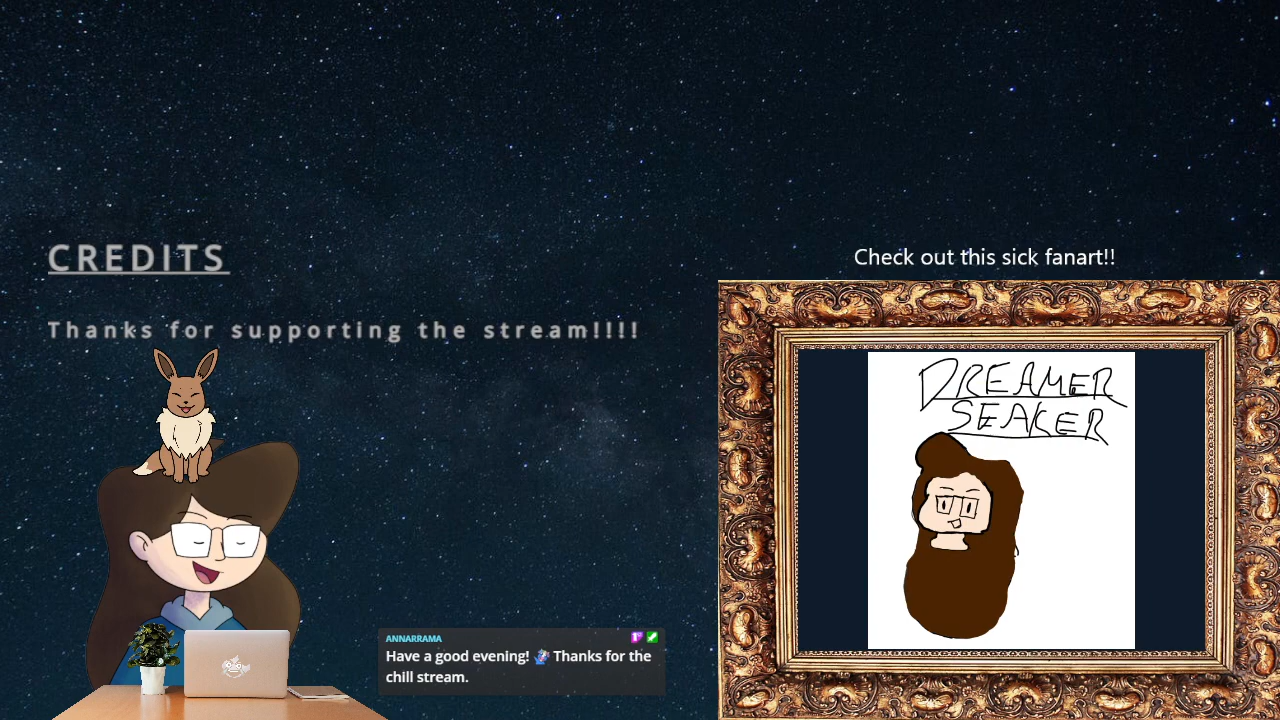 CREDITS
Thanks for supporting the stream!!!!
Check out this sick fanart!!
DREAMER
SEAKER
ANNARRAMA
Have a good evening! Thanks for the
chill stream.